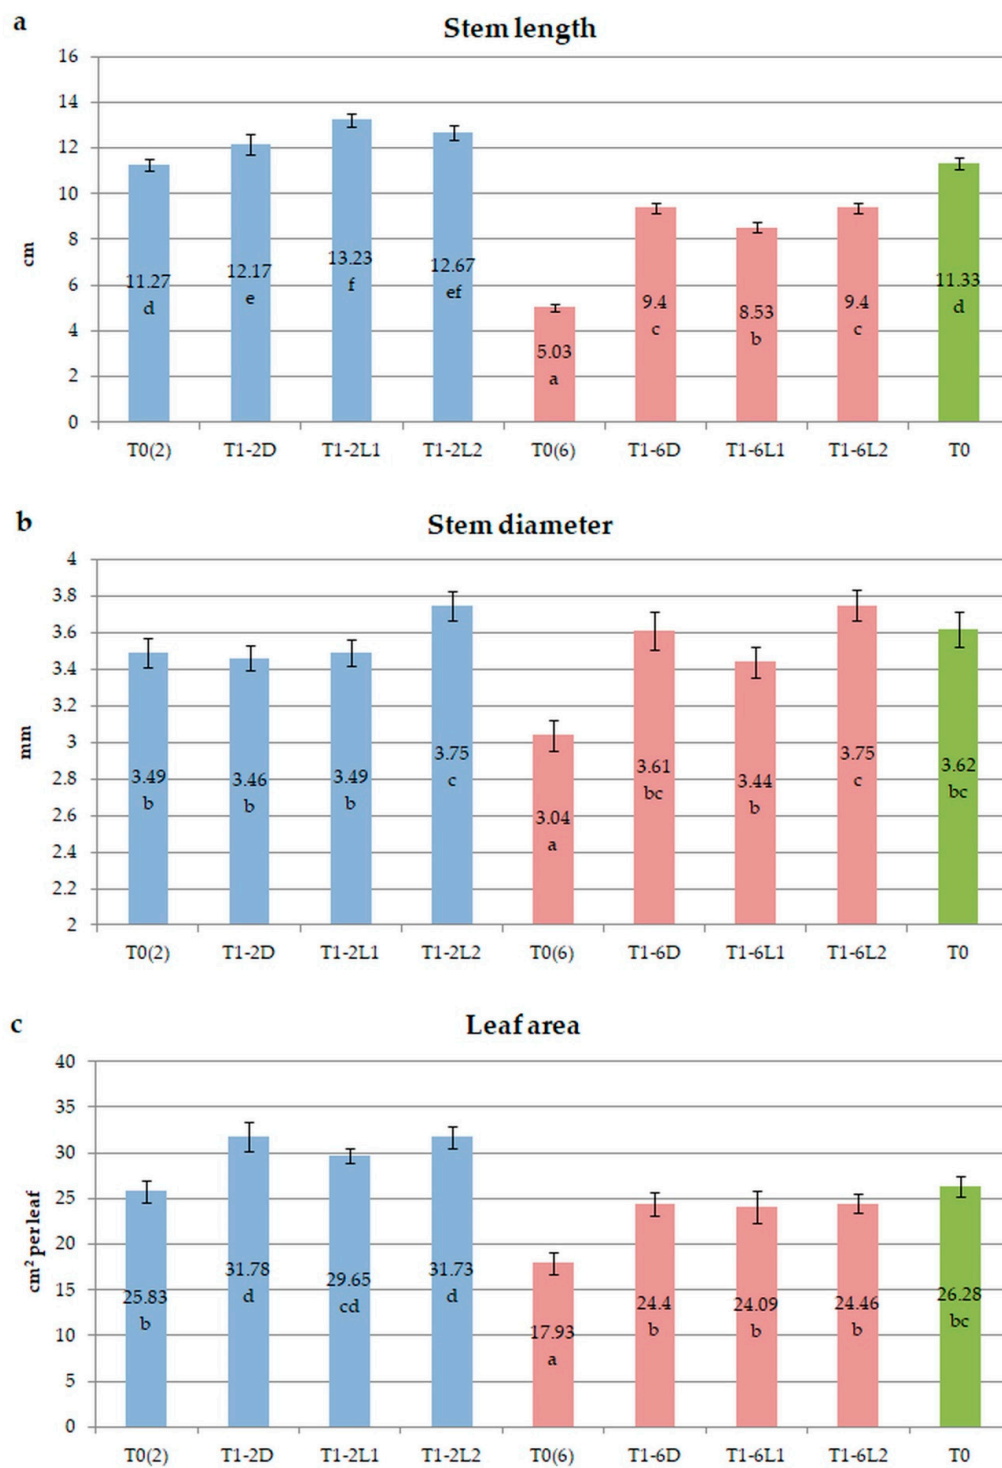 a
Stem length
16
14
12
10
8
6
4
2
0
cm
11.27 d
12.17 e
13.23 f
12.67 ef
5.03 a
9.4 c
8.53 b
9.4 c
11.33 d
T0(2) T1-2D T1-2L1 T1-2L2 T0(6) T1-6D T1-6L1 T1-6L2 T0
b
Stem diameter
4
3.8
3.6
3.4
3.2
3
2.8
2.6
2.4
2.2
2
mm
3.49 b
3.46 b
3.49 b
3.75 c
3.04 a
3.61 bc
3.44 b
3.75 c
3.62 bc
T0(2) T1-2D T1-2L1 T1-2L2 T0(6) T1-6D T1-6L1 T1-6L2 T0
c
Leaf area
40
35
30
25
20
15
10
5
0
cm² per leaf
25.83 b
31.78 d
29.65 cd
31.73 d
17.93 a
24.4 b
24.09 b
24.46 b
26.28 bc
T0(2) T1-2D T1-2L1 T1-2L2 T0(6) T1-6D T1-6L1 T1-6L2 T0